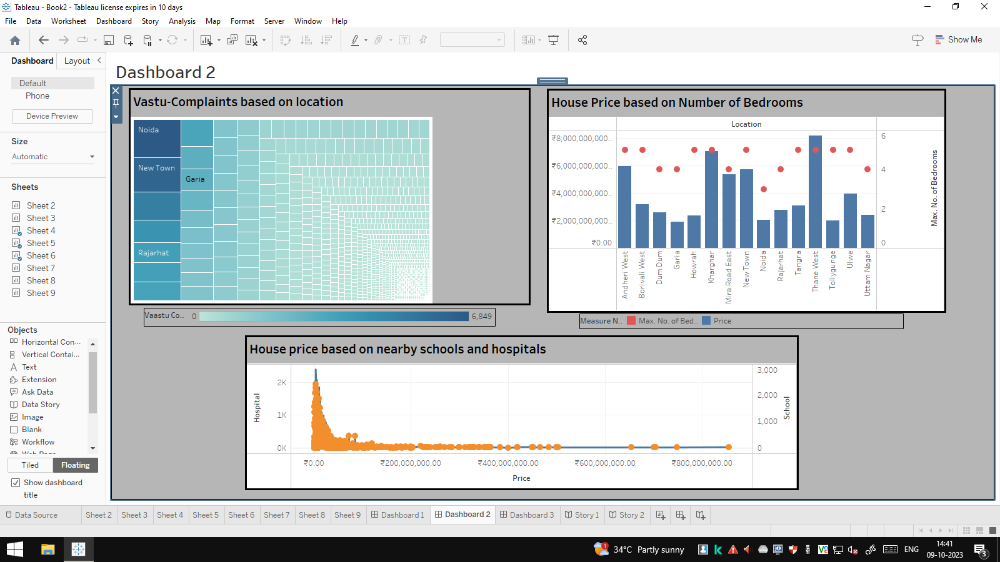 Tableau - Book2 - Tableau license expires in 10 days
File Data Worksheet Dashboard Story Analysis Map Format Server Window Help
Show Me
Dashboard Layout
Default
Phone
Device Preview
Size
Automatic
Sheets
Sheet 2
Sheet 3
Sheet 4
Sheet 5
Sheet 6
Sheet 7
Sheet 8
Sheet 9
Objects
Horizontal Con...
Vertical Contai...
Text
Extension
Ask Data
Data Story
Image
Blank
Workflow
Web Page
Tiled Floating
Show dashboard
title
Dashboard 2
Vastu-Complaints based on location
Noida
New Town
Garia
Rajarhat
Vaastu Co.. 0 6,849
House Price based on Number of Bedrooms
Location
₹8,000,000,000..
₹6,000,000,000..
₹4,000,000,000..
₹2,000,000,000..
₹0.00
6
4
2
0
Max. No. of Bedrooms
Andheri West
Borivali West
Dum Dum
Garia
Howrah
Kharghar
Mira Road East
New Town
Noida
Rajarhat
Tangra
Thane West
Tollygunge
Ulwe
Uttam Nagar
Measure N.. Max. No. of Bed.. Price
House price based on nearby schools and hospitals
Hospital
2K
1K
0K
3,000
2,000
1,000
0
School
₹0.00 ₹200,000,000.00 ₹400,000,000.00 ₹600,000,000.00 ₹800,000,000.00
Price
Data Source Sheet 2 Sheet 3 Sheet 4 Sheet 5 Sheet 6 Sheet 7 Sheet 8 Sheet 9 Dashboard 1 Dashboard 2 Dashboard 3 Story 1 Story 2
1 34°C Partly sunny ENG 14:41
09-10-2023
3